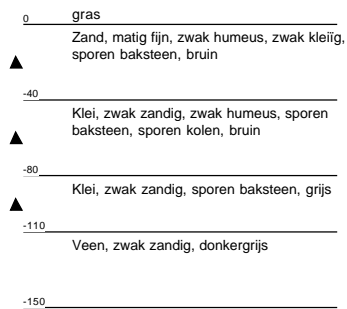 0 gras
Zand, matig fijn, zwak humeus, zwak kleiïg,
sporen baksteen, bruin
-40
Klei, zwak zandig, zwak humeus, sporen
baksteen, sporen kolen, bruin
-80
Klei, zwak zandig, sporen baksteen, grijs
-110
Veen, zwak zandig, donkergrijs
-150